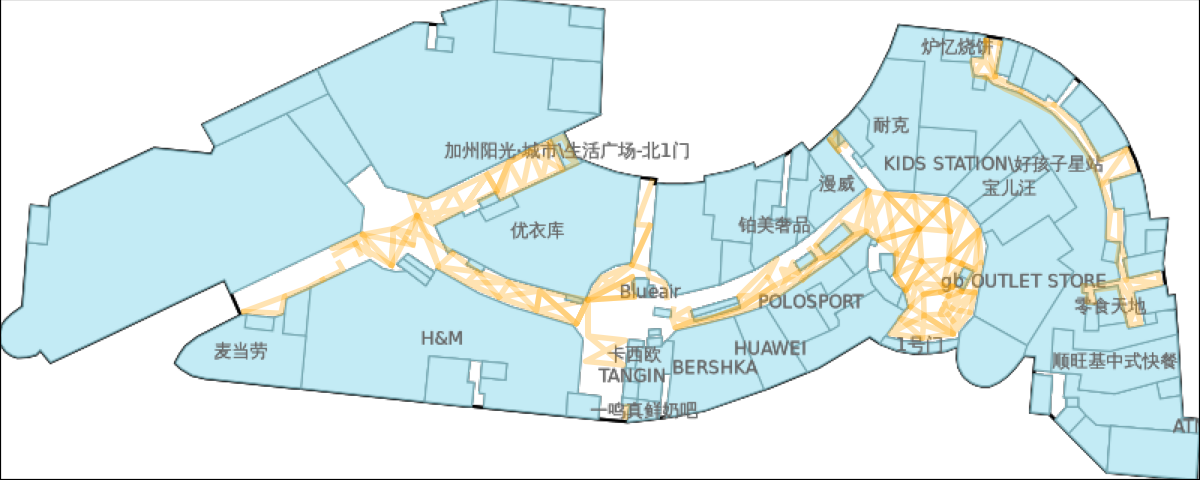 炉忆烧饼
耐克
加州阳光·城市\生活广场-北1门
KIDS STATION\好孩子星站
漫威
宝儿汪
铂美奢品
优衣库
gb OUTLET STORE
Blueair
POLOSPORT
零食天地
H&M
1号门
HUAWEI
麦当劳
卡西欧
顺旺基中式快餐
BERSHKA
TANGIN
一鸣真鲜奶吧